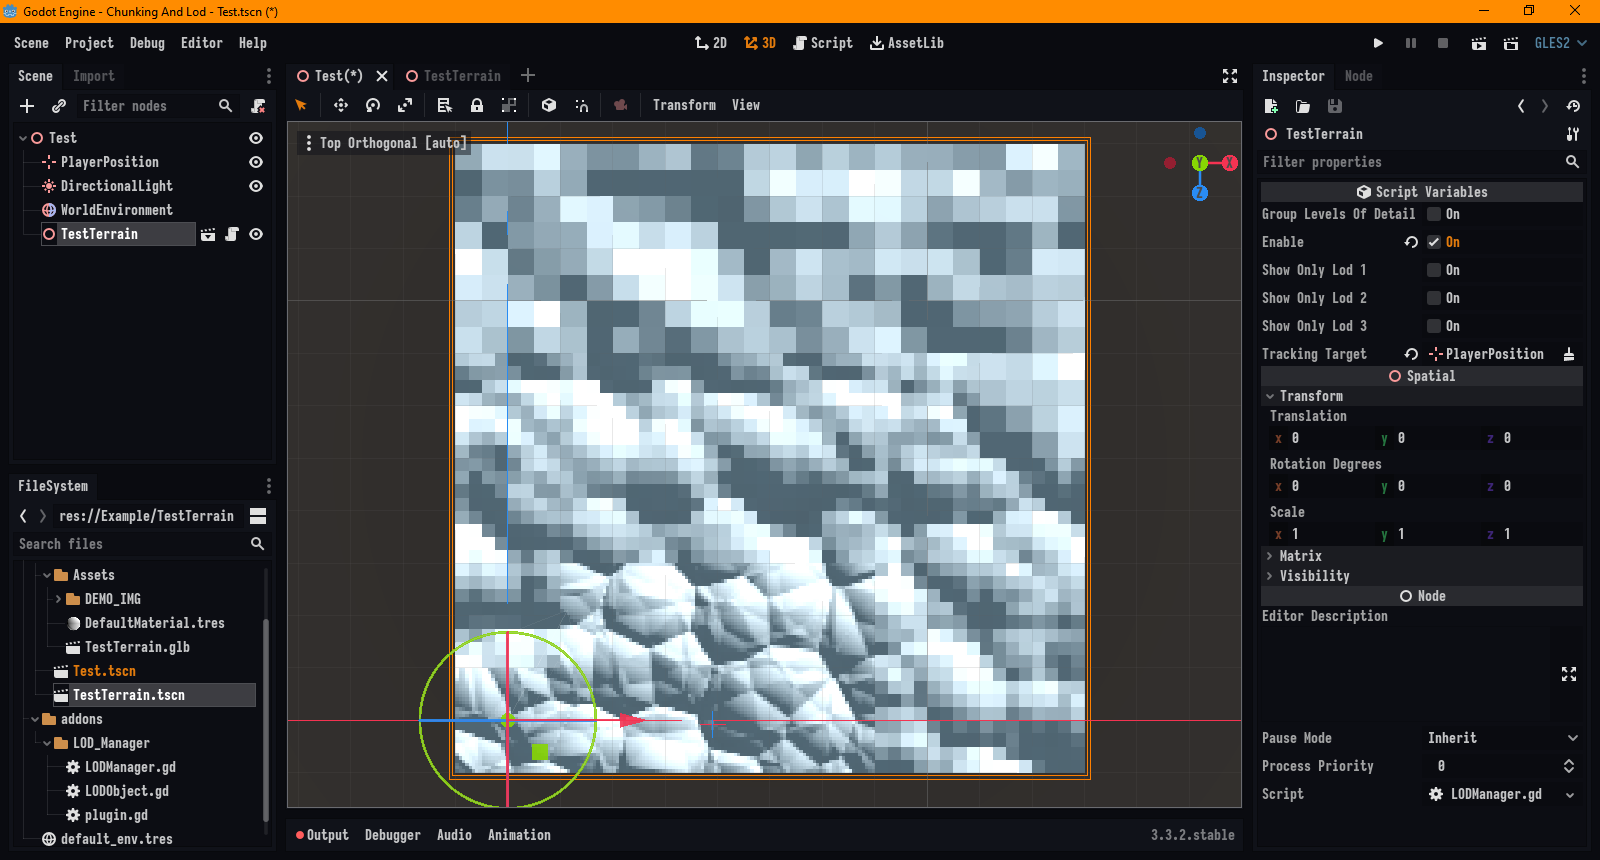 Godot Engine - Chunking And Lod - Test.tscn (*)
Scene Project Debug Editor Help
2D 3D Script AssetLib
GLES2
Scene Import
Filter nodes
Test
PlayerPosition
DirectionalLight
WorldEnvironment
TestTerrain
FileSystem
res://Example/TestTerrain
Search files
Assets
DEMO_IMG
DefaultMaterial.tres
TestTerrain.glb
Test.tscn
TestTerrain.tscn
addons
LOD_Manager
LODManager.gd
LODObject.gd
plugin.gd
default_env.tres
Test(*) TestTerrain
Transform View
Top Orthogonal [auto]
Y X
Z
Output Debugger Audio Animation
3.3.2.stable
Inspector Node
TestTerrain
Filter properties
Script Variables
Group Levels Of Detail On
Enable On
Show Only Lod 1 On
Show Only Lod 2 On
Show Only Lod 3 On
Tracking Target PlayerPosition
Spatial
Transform
Translation
x 0 y 0 z 0
Rotation Degrees
x 0 y 0 z 0
Scale
x 1 y 1 z 1
Matrix
Visibility
Node
Editor Description
Pause Mode Inherit
Process Priority 0
Script LODManager.gd